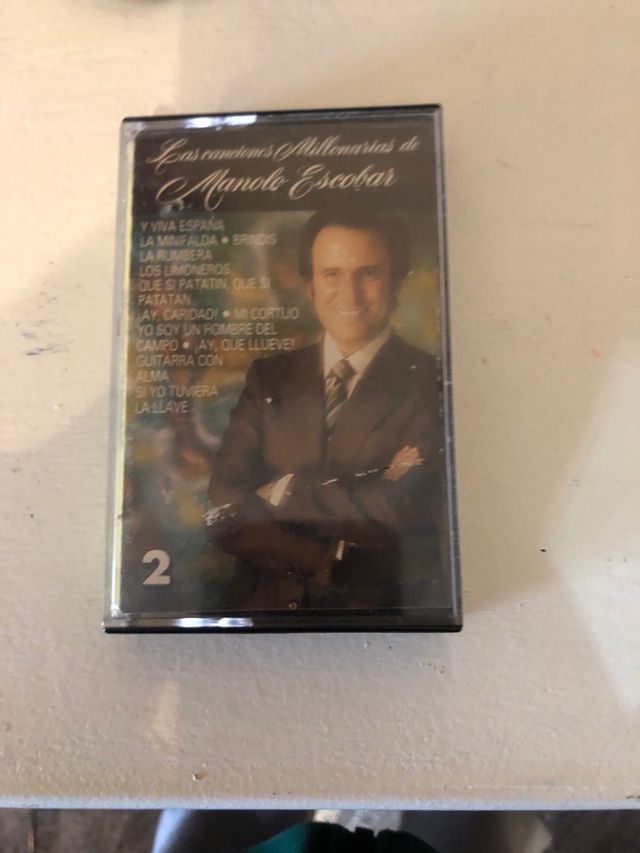 Las canciones Millonarias de
Manolo Escobar
Y VIVA ESPAÑA
LA MINIFALDA • BRINDIS
LA RUMBERA
LOS LIMONEROS
QUE SI PATATIN, QUE SI
PATATAN
¡AY, CARIDAD! • MI CORTIJO
YO SOY UN HOMBRE DEL
CAMPO • ¡AY, QUE LLUEVE!
GUITARRA CON
ALMA
SI YO TUVIERA
LA LLAVE
2